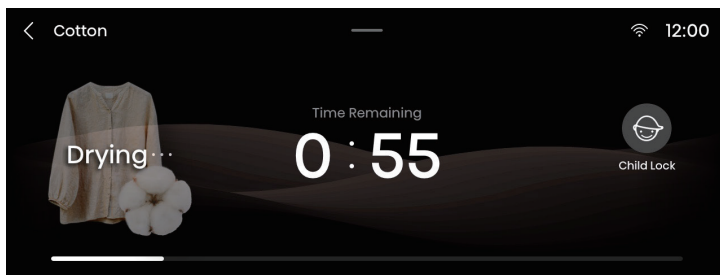 Cotton
12:00
Time Remaining
Drying...
0 : 55
Child Lock